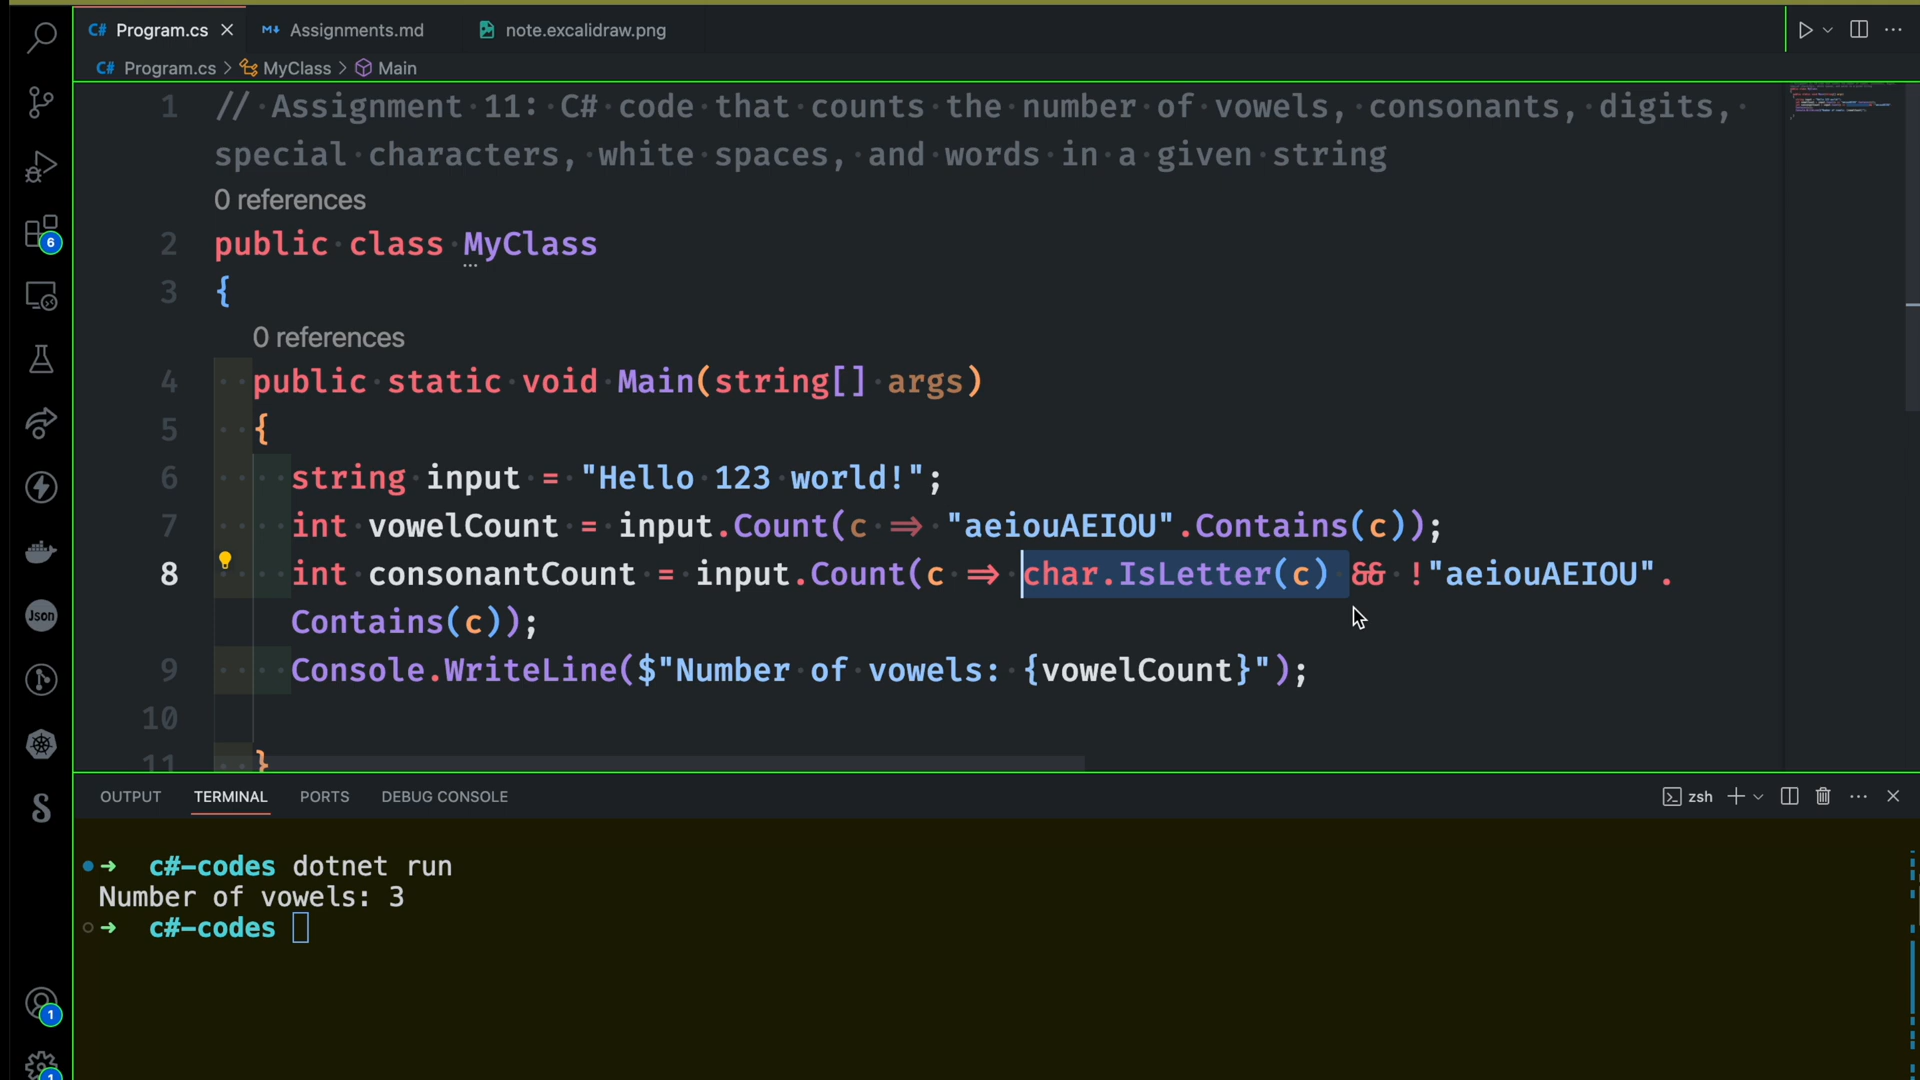 C# Program.cs × M↓ Assignments.md note.excalidraw.png
C# Program.cs > MyClass > Main
1 // Assignment 11: C# code that counts the number of vowels, consonants, digits,
special characters, white spaces, and words in a given string
0 references
2 public class MyClass
3 {
0 references
4 public static void Main(string[] args)
5 {
6 string input = "Hello 123 world!";
7 int vowelCount = input.Count(c => "aeiouAEIOU".Contains(c));
8 int consonantCount = input.Count(c => char.IsLetter(c) && !"aeiouAEIOU".
Contains(c));
9 Console.WriteLine($"Number of vowels: {vowelCount}");
10
11 }
OUTPUT TERMINAL PORTS DEBUG CONSOLE zsh
c#-codes dotnet run
Number of vowels: 3
c#-codes
6
Json
1
1